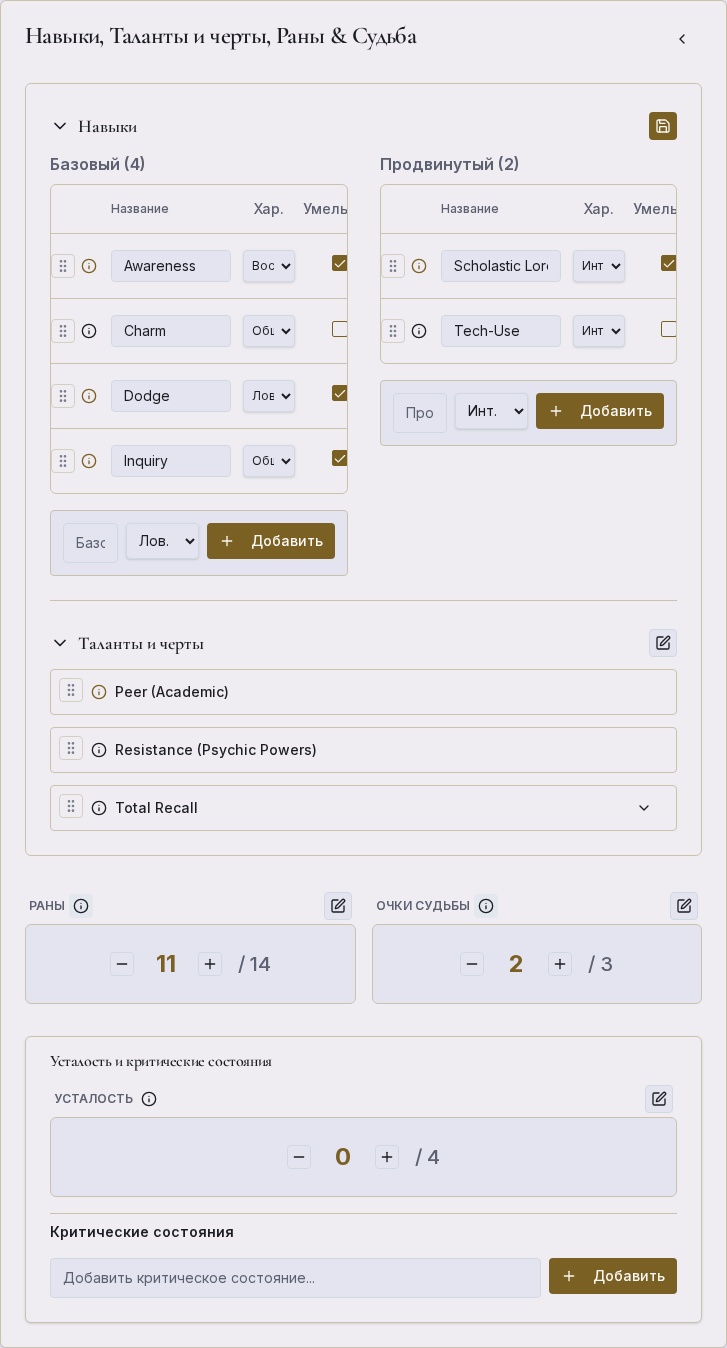 Навыки, Таланты и черты, Раны & Судьба
Навыки
Базовый (4)
Название Хар. Умель
Awareness Вос
Charm Обц
Dodge Лов
Inquiry Обц
Базо Лов. + Добавить
Продвинутый (2)
Название Хар. Умель
Scholastic Lore Инт
Tech-Use Инт
Про Инт. + Добавить
Таланты и черты
Peer (Academic)
Resistance (Psychic Powers)
Total Recall
РАНЫ
11 / 14
ОЧКИ СУДЬБЫ
2 / 3
Усталость и критические состояния
УСТАЛОСТЬ
0 / 4
Критические состояния
Добавить критическое состояние... + Добавить